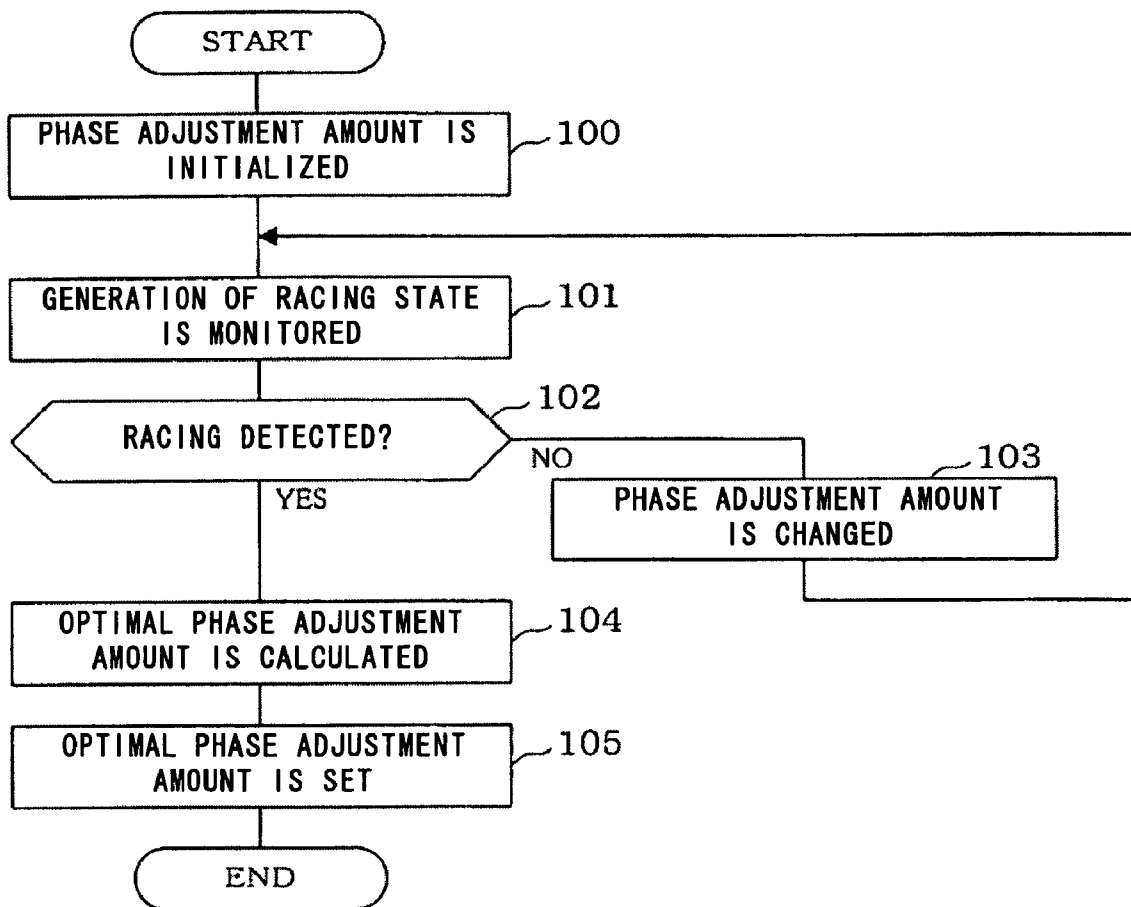 START
PHASE ADJUSTMENT AMOUNT IS
INITIALIZED
100
GENERATION OF RACING STATE
IS MONITORED
101
RACING DETECTED?
102
NO
YES
103
PHASE ADJUSTMENT AMOUNT
IS CHANGED
OPTIMAL PHASE ADJUSTMENT
AMOUNT IS CALCULATED
104
OPTIMAL PHASE ADJUSTMENT
AMOUNT IS SET
105
END